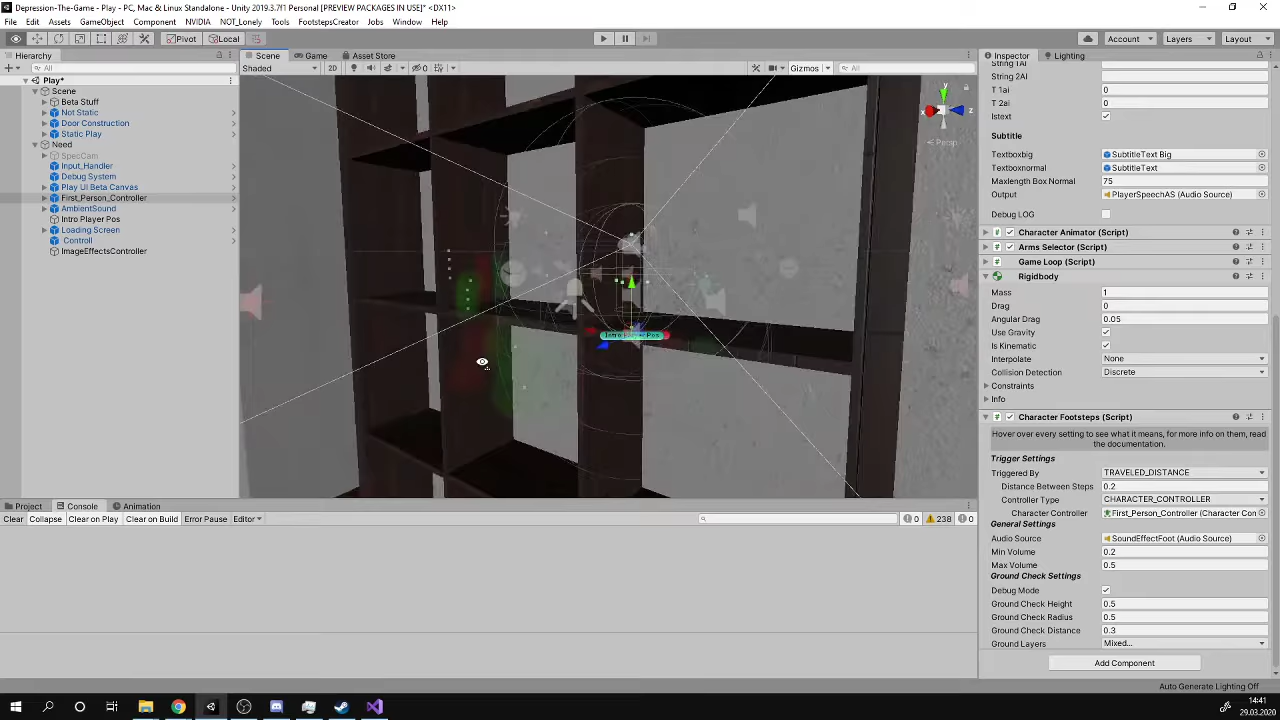 Depression-The-Game - Play - PC, Mac & Linux Standalone - Unity 2019.3.7f1 Personal [PREVIEW PACKAGES IN USE]* <DX11>
File Edit Assets GameObject Component NVIDIA NOT_Lonely Tools FootstepsCreator Jobs Window Help
Pivot Local Account Layers Layout
Hierarchy Scene Game Asset Store Inspector Lighting
All Shaded 2D 0 Gizmos All
Play*
Scene
Beta Stuff
Not Static
Door Construction
Static Play
Need
SpecCam
Input_Handler
Debug System
Play UI Beta Canvas
First_Person_Controller
AmbientSound
Intro Player Pos
Loading Screen
Controll
ImageEffectsController
y
x
z
Persp
Intro Player Pos
String 1AI
String 2AI
T 1ai 0
T 2ai 0
Istext
Subtitle
Textboxbig SubtitleText Big
Textboxnormal SubtitleText
Maxlength Box Normal 75
Output PlayerSpeechAS (Audio Source)
Debug LOG
Character Animator (Script)
Arms Selector (Script)
Game Loop (Script)
Rigidbody
Mass 1
Drag 0
Angular Drag 0.05
Use Gravity
Is Kinematic
Interpolate None
Collision Detection Discrete
Constraints
Info
Character Footsteps (Script)
Hover over every setting to see what it means, for more info on them, read
the documentation.
Trigger Settings
Triggered By TRAVELED_DISTANCE
Distance Between Steps 0.2
Controller Type CHARACTER_CONTROLLER
Character Controller First_Person_Controller (Character Con
General Settings
Audio Source SoundEffectFoot (Audio Source)
Min Volume 0.2
Max Volume 0.5
Ground Check Settings
Debug Mode
Ground Check Height 0.5
Ground Check Radius 0.5
Ground Check Distance 0.3
Ground Layers Mixed...
Add Component
Project Console Animation
Clear Collapse Clear on Play Clear on Build Error Pause Editor 0 238 0
Auto Generate Lighting Off
14:41
29.03.2020